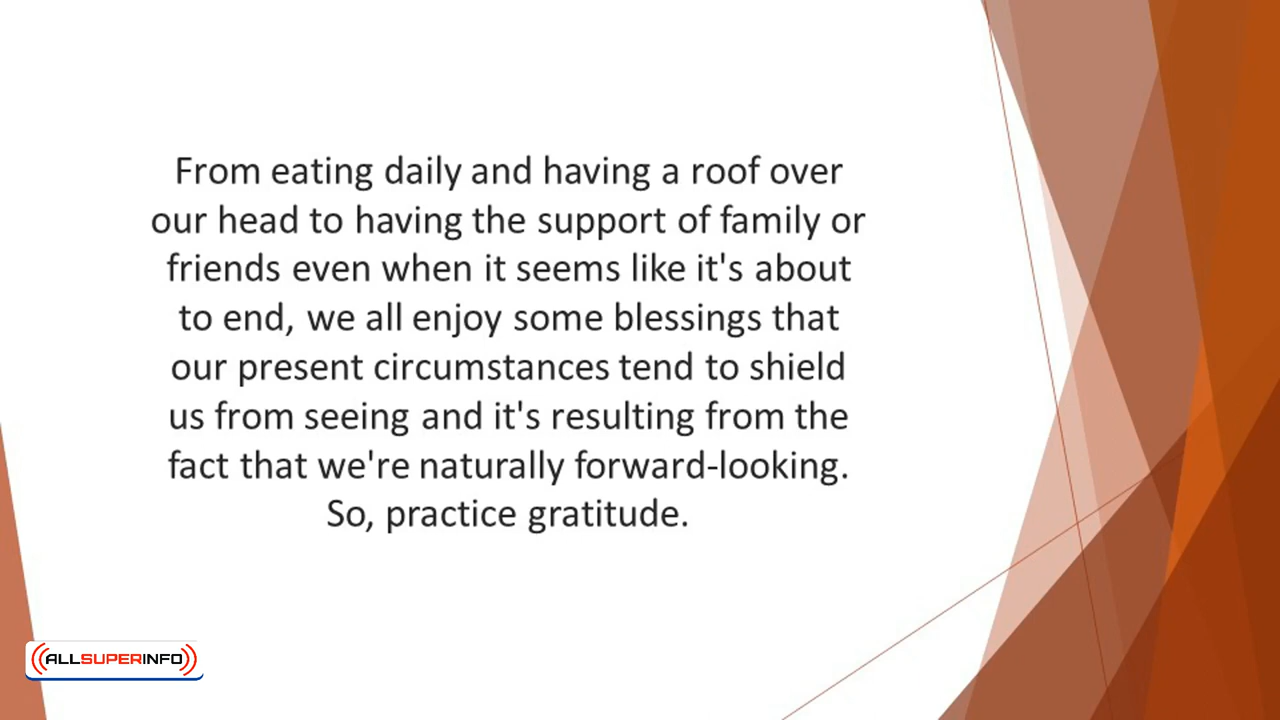 From eating daily and having a roof over
our head to having the support of family or
friends even when it seems like it's about
to end, we all enjoy some blessings that
our present circumstances tend to shield
us from seeing and it's resulting from the
fact that we're naturally forward-looking.
So, practice gratitude.
ALLSUPERINFO